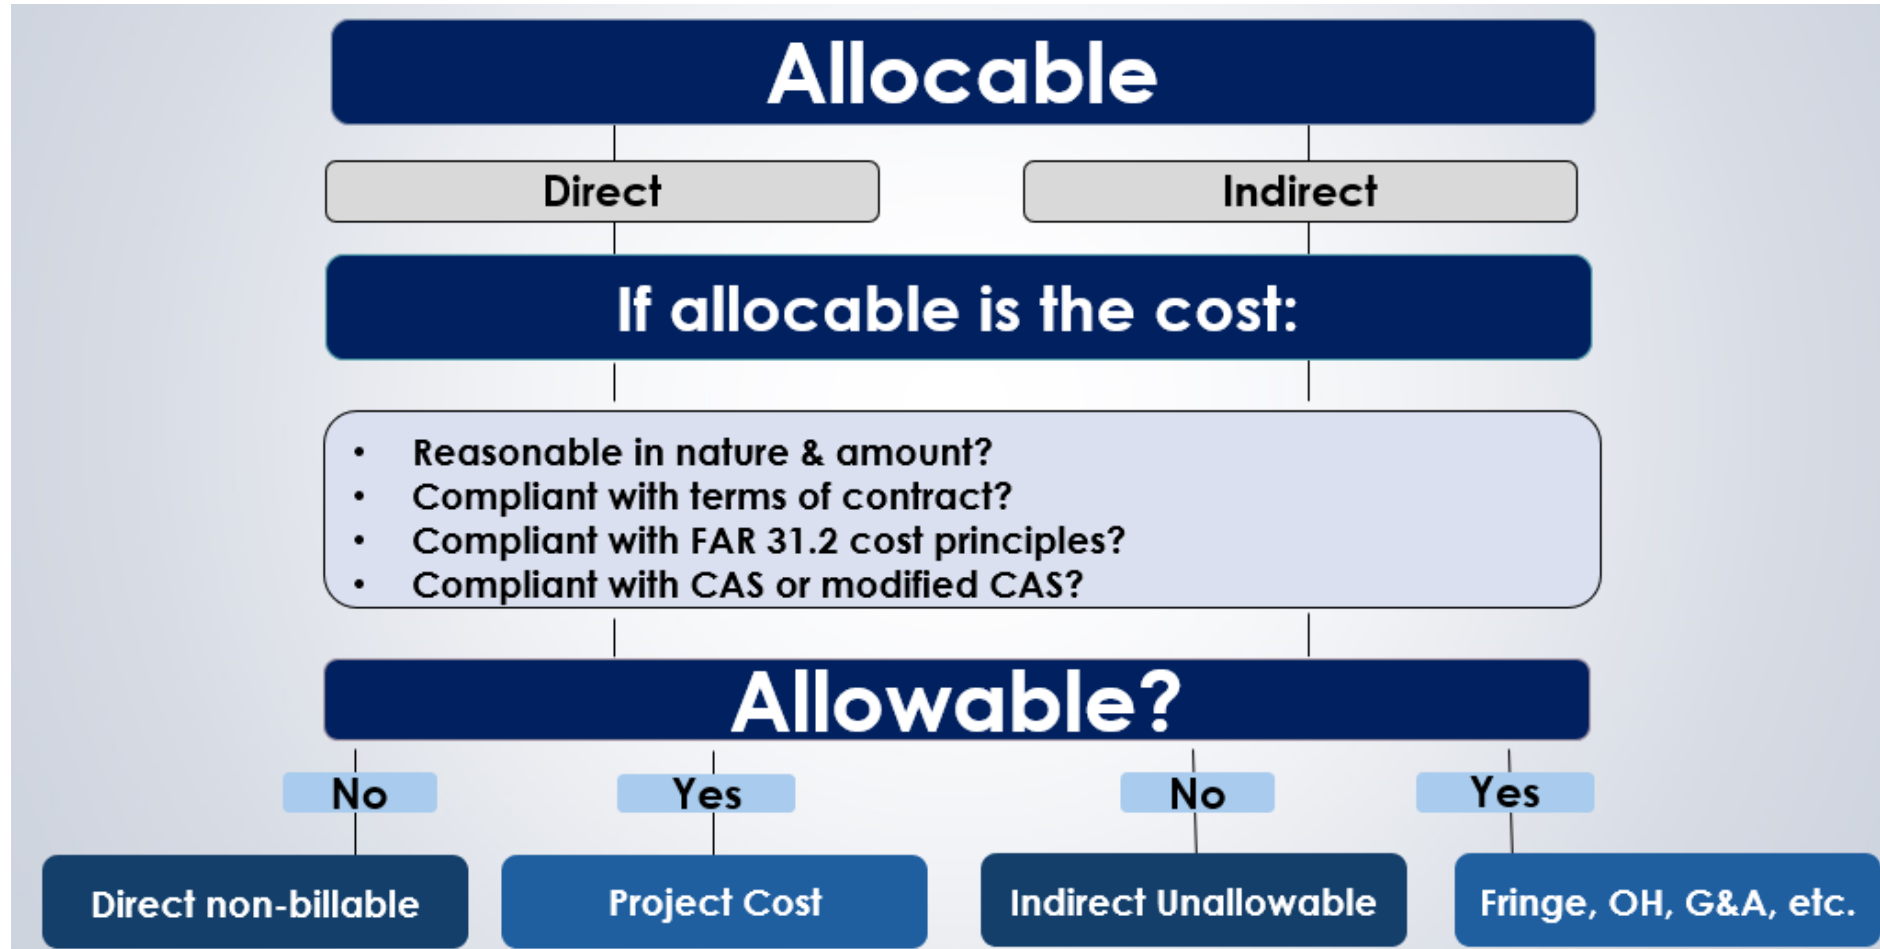 Allocable
Direct
Indirect
If allocable is the cost:
• Reasonable in nature & amount?
• Compliant with terms of contract?
• Compliant with FAR 31.2 cost principles?
• Compliant with CAS or modified CAS?
Allowable?
No
Yes
No
Yes
Direct non-billable
Project Cost
Indirect Unallowable
Fringe, OH, G&A, etc.